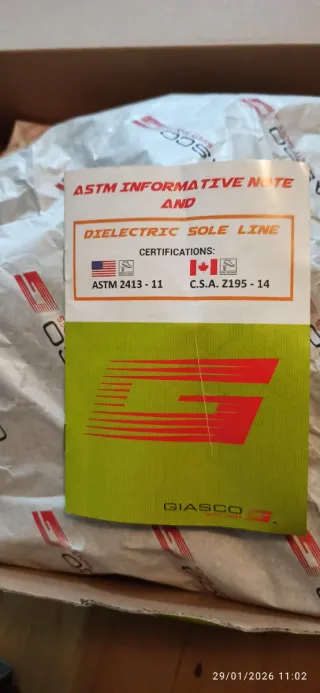 ASTM INFORMATIVE NOTE
AND
DIELECTRIC SOLE LINE
CERTIFICATIONS:
ASTM 2413 - 11 C.S.A. Z195 - 14
GIASCO
29/01/2026 11:02